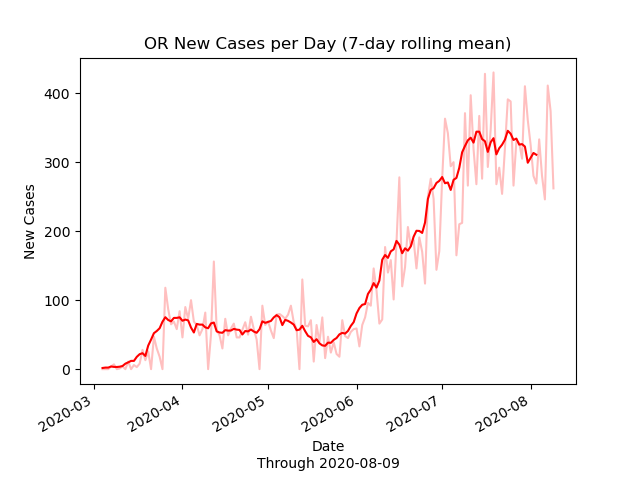 OR New Cases per Day (7-day rolling mean)
400
300
200
100
0
New Cases
2020-03
2020-04
2020-05
2020-06
2020-07
2020-08
Date
Through 2020-08-09